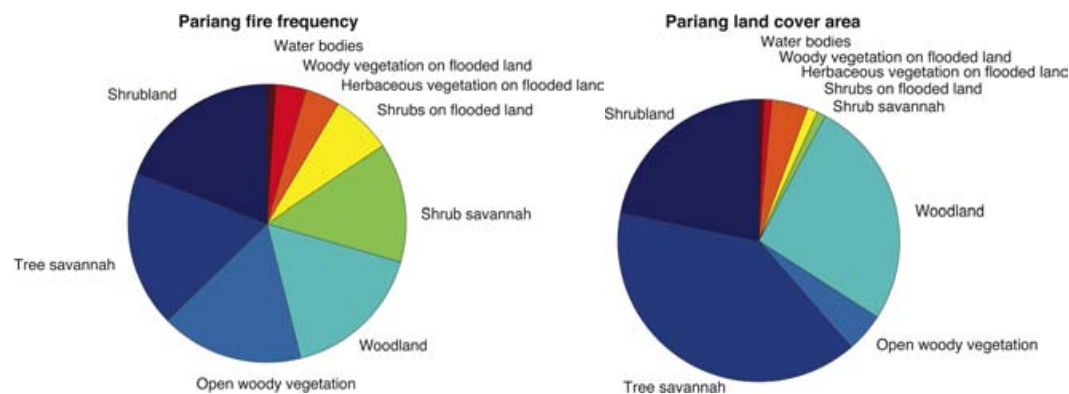 Pariang fire frequency
Water bodies
Woody vegetation on flooded land
Herbaceous vegetation on flooded land
Shrubs on flooded land
Shrubland
Shrub savannah
Tree savannah
Woodland
Open woody vegetation
Pariang land cover area
Water bodies
Woody vegetation on flooded land
Herbaceous vegetation on flooded land
Shrubs on flooded land
Shrub savannah
Shrubland
Woodland
Open woody vegetation
Tree savannah